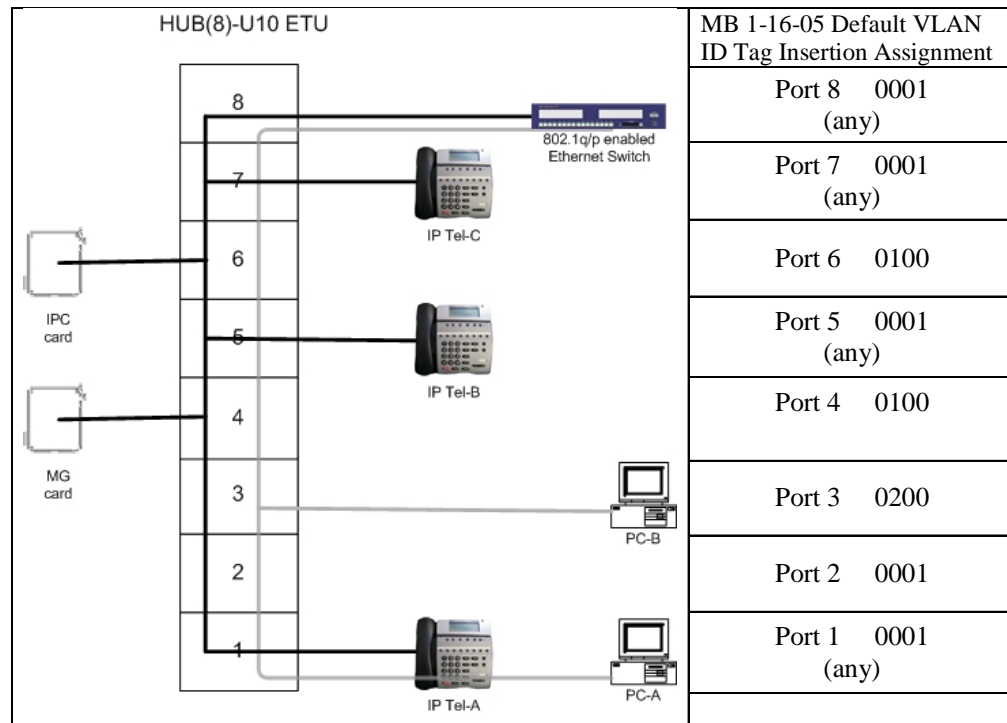 HUB(8)-U10 ETU
MB 1-16-05 Default VLAN
ID Tag Insertion Assignment
8
802.1q/p enabled
Ethernet Switch
Port 8 0001
(any)
7
IP Tel-C
Port 7 0001
(any)
IPC
card
6
Port 6 0100
5
IP Tel-B
Port 5 0001
(any)
MG
card
4
Port 4 0100
3
PC-B
Port 3 0200
2
Port 2 0001
1
IP Tel-A
PC-A
Port 1 0001
(any)